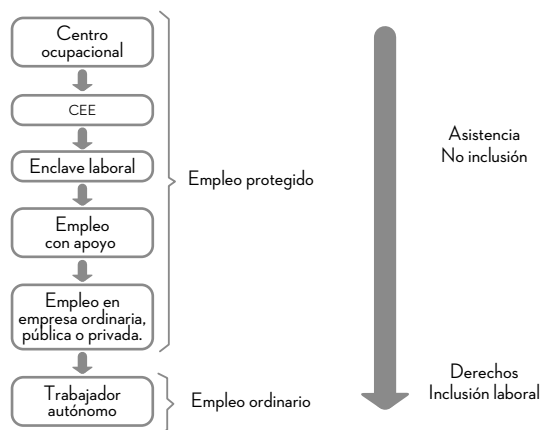 Centro
ocupacional
CEE
Enclave laboral
Empleo
con apoyo
Empleo en
empresa ordinaria,
pública o privada.
Trabajador
autónomo
Empleo protegido
Empleo ordinario
Asistencia
No inclusión
Derechos
Inclusión laboral